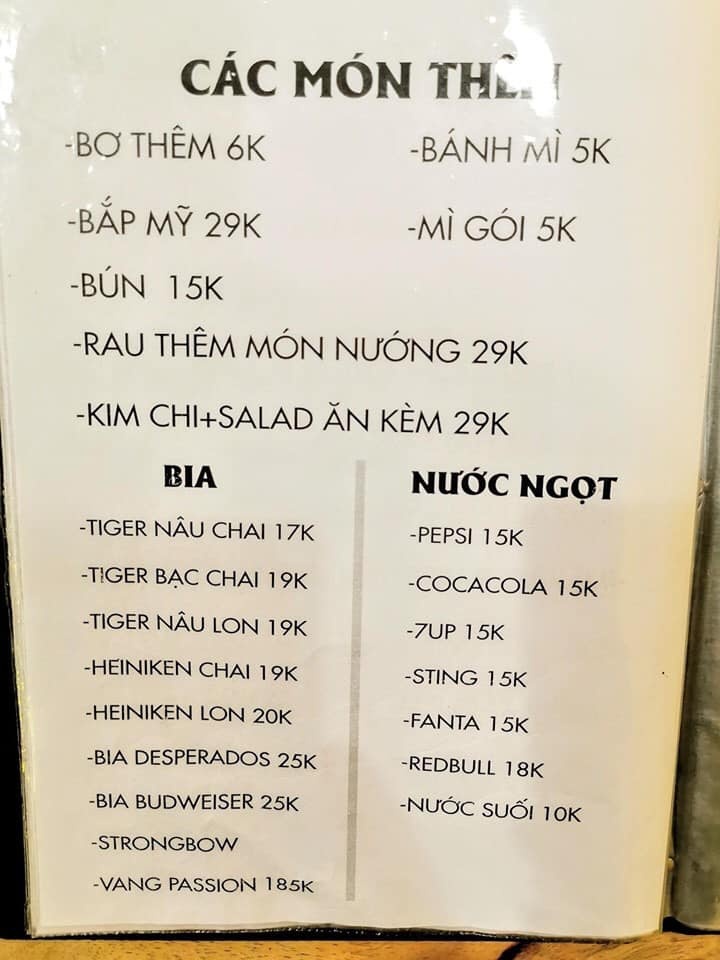 CÁC MÓN THÊM
-BƠ THÊM 6K
-BÁNH MÌ 5K
-BẮP MỸ 29K
-MÌ GÓI 5K
-BÚN 15K
-RAU THÊM MÓN NƯỚNG 29K
-KIM CHI+SALAD ĂN KÈM 29K
BIA
-TIGER NÂU CHAI 17K
-TIGER BẠC CHAI 19K
-TIGER NÂU LON 19K
-HEINIKEN CHAI 19K
-HEINIKEN LON 20K
-BIA DESPERADOS 25K
-BIA BUDWEISER 25K
-STRONGBOW
-VANG PASSION 185K
NƯỚC NGỌT
-PEPSI 15K
-COCACOLA 15K
-7UP 15K
-STING 15K
-FANTA 15K
-REDBULL 18K
-NƯỚC SUỐI 10K